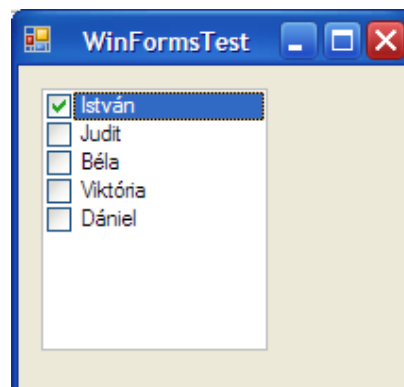 WinFormsTest
István
Judit
Béla
Viktória
Dániel